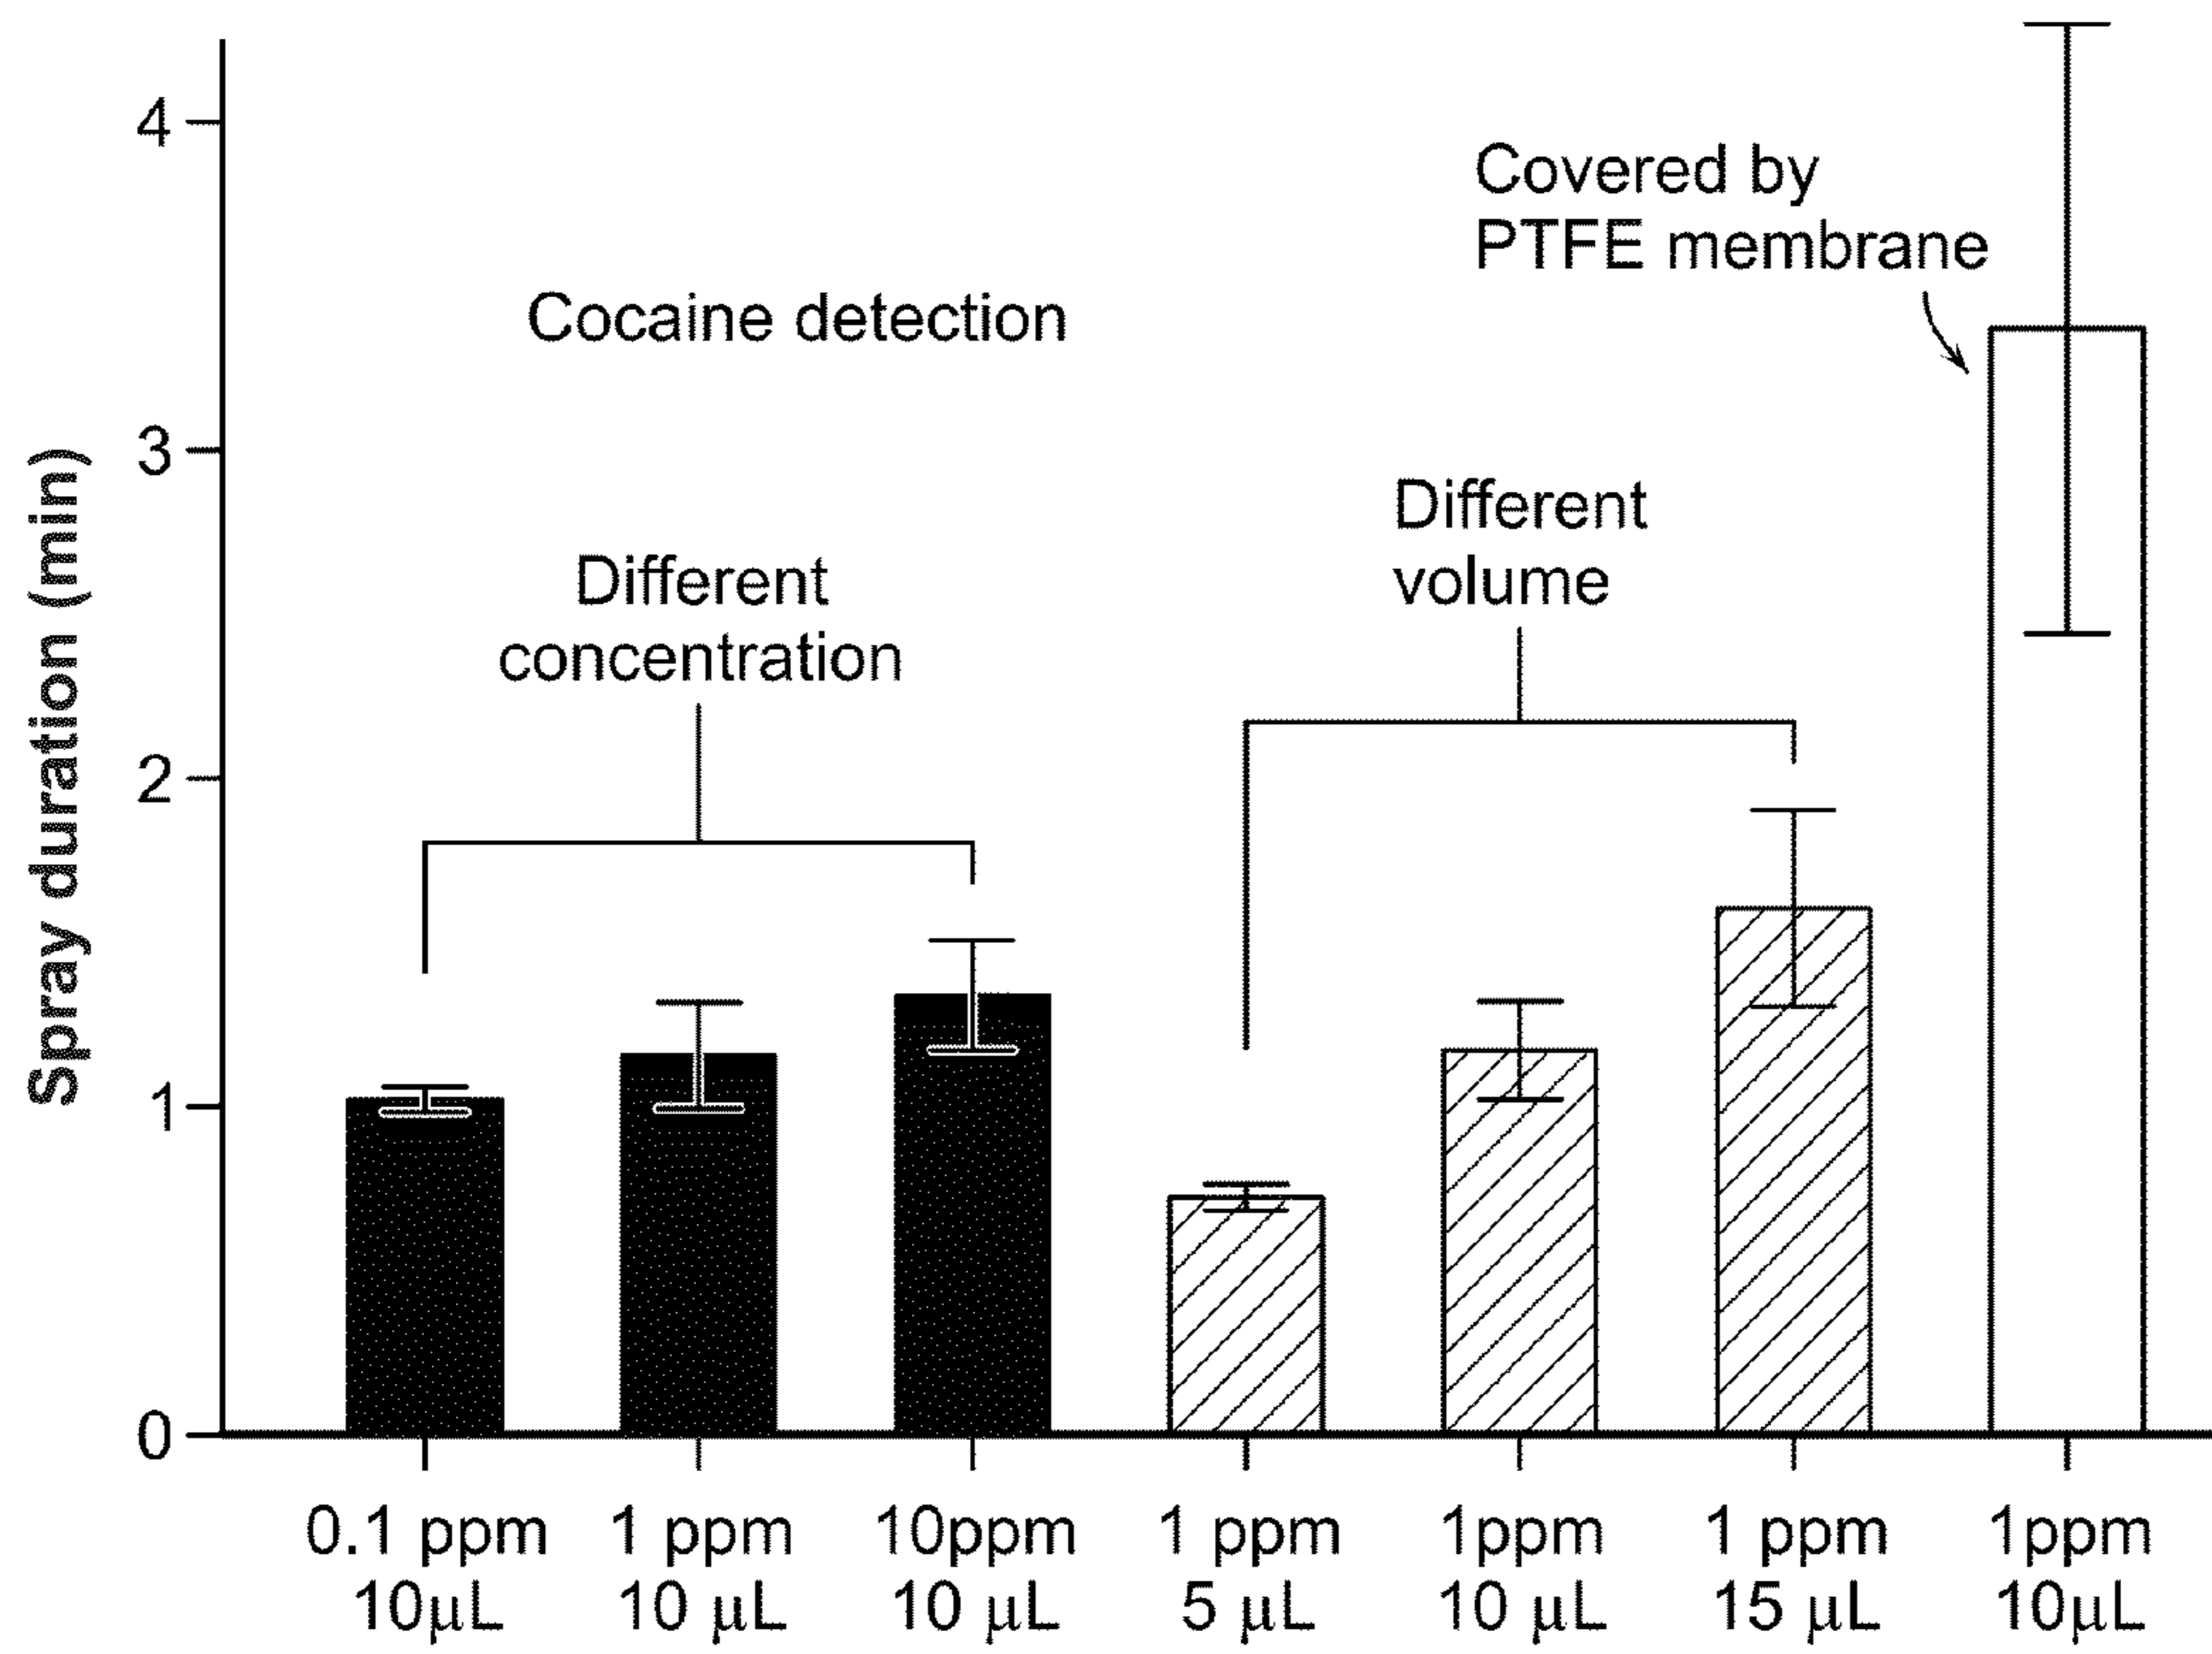 Spray duration (min)
4
3
2
1
0
Cocaine detection
Different
concentration
Different
volume
Covered by
PTFE membrane
0.1 ppm
10μL
1 ppm
10 μL
10ppm
10 μL
1 ppm
5 μL
1ppm
10 μL
1 ppm
15 μL
1ppm
10μL